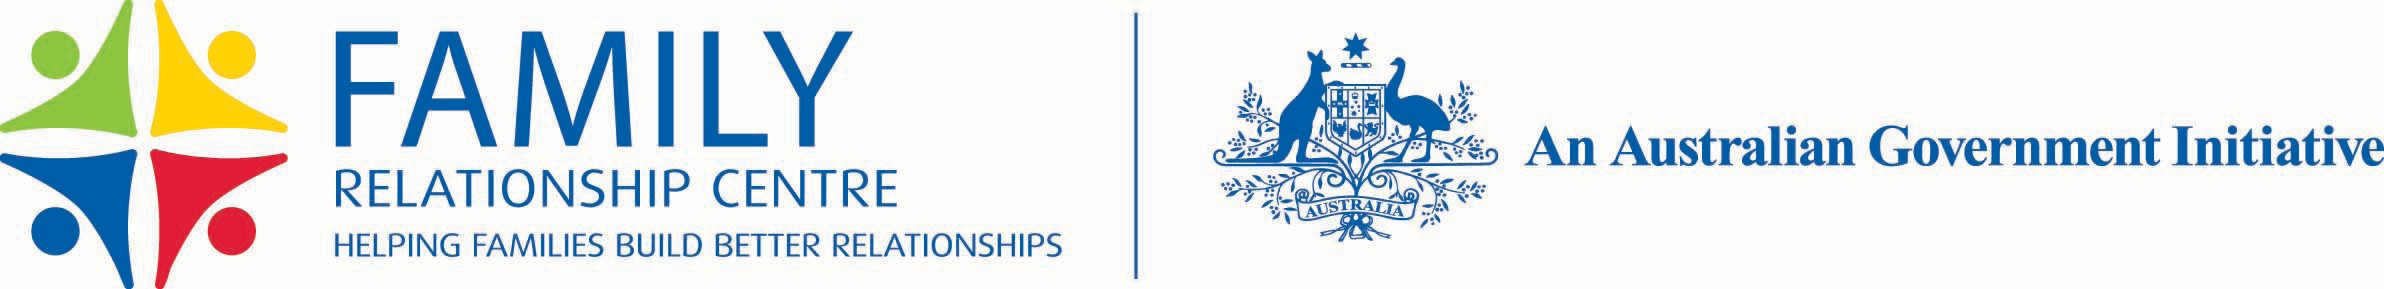 FAMILY
RELATIONSHIP CENTRE
HELPING FAMILIES BUILD BETTER RELATIONSHIPS
AUSTRALIA
An Australian Government Initiative